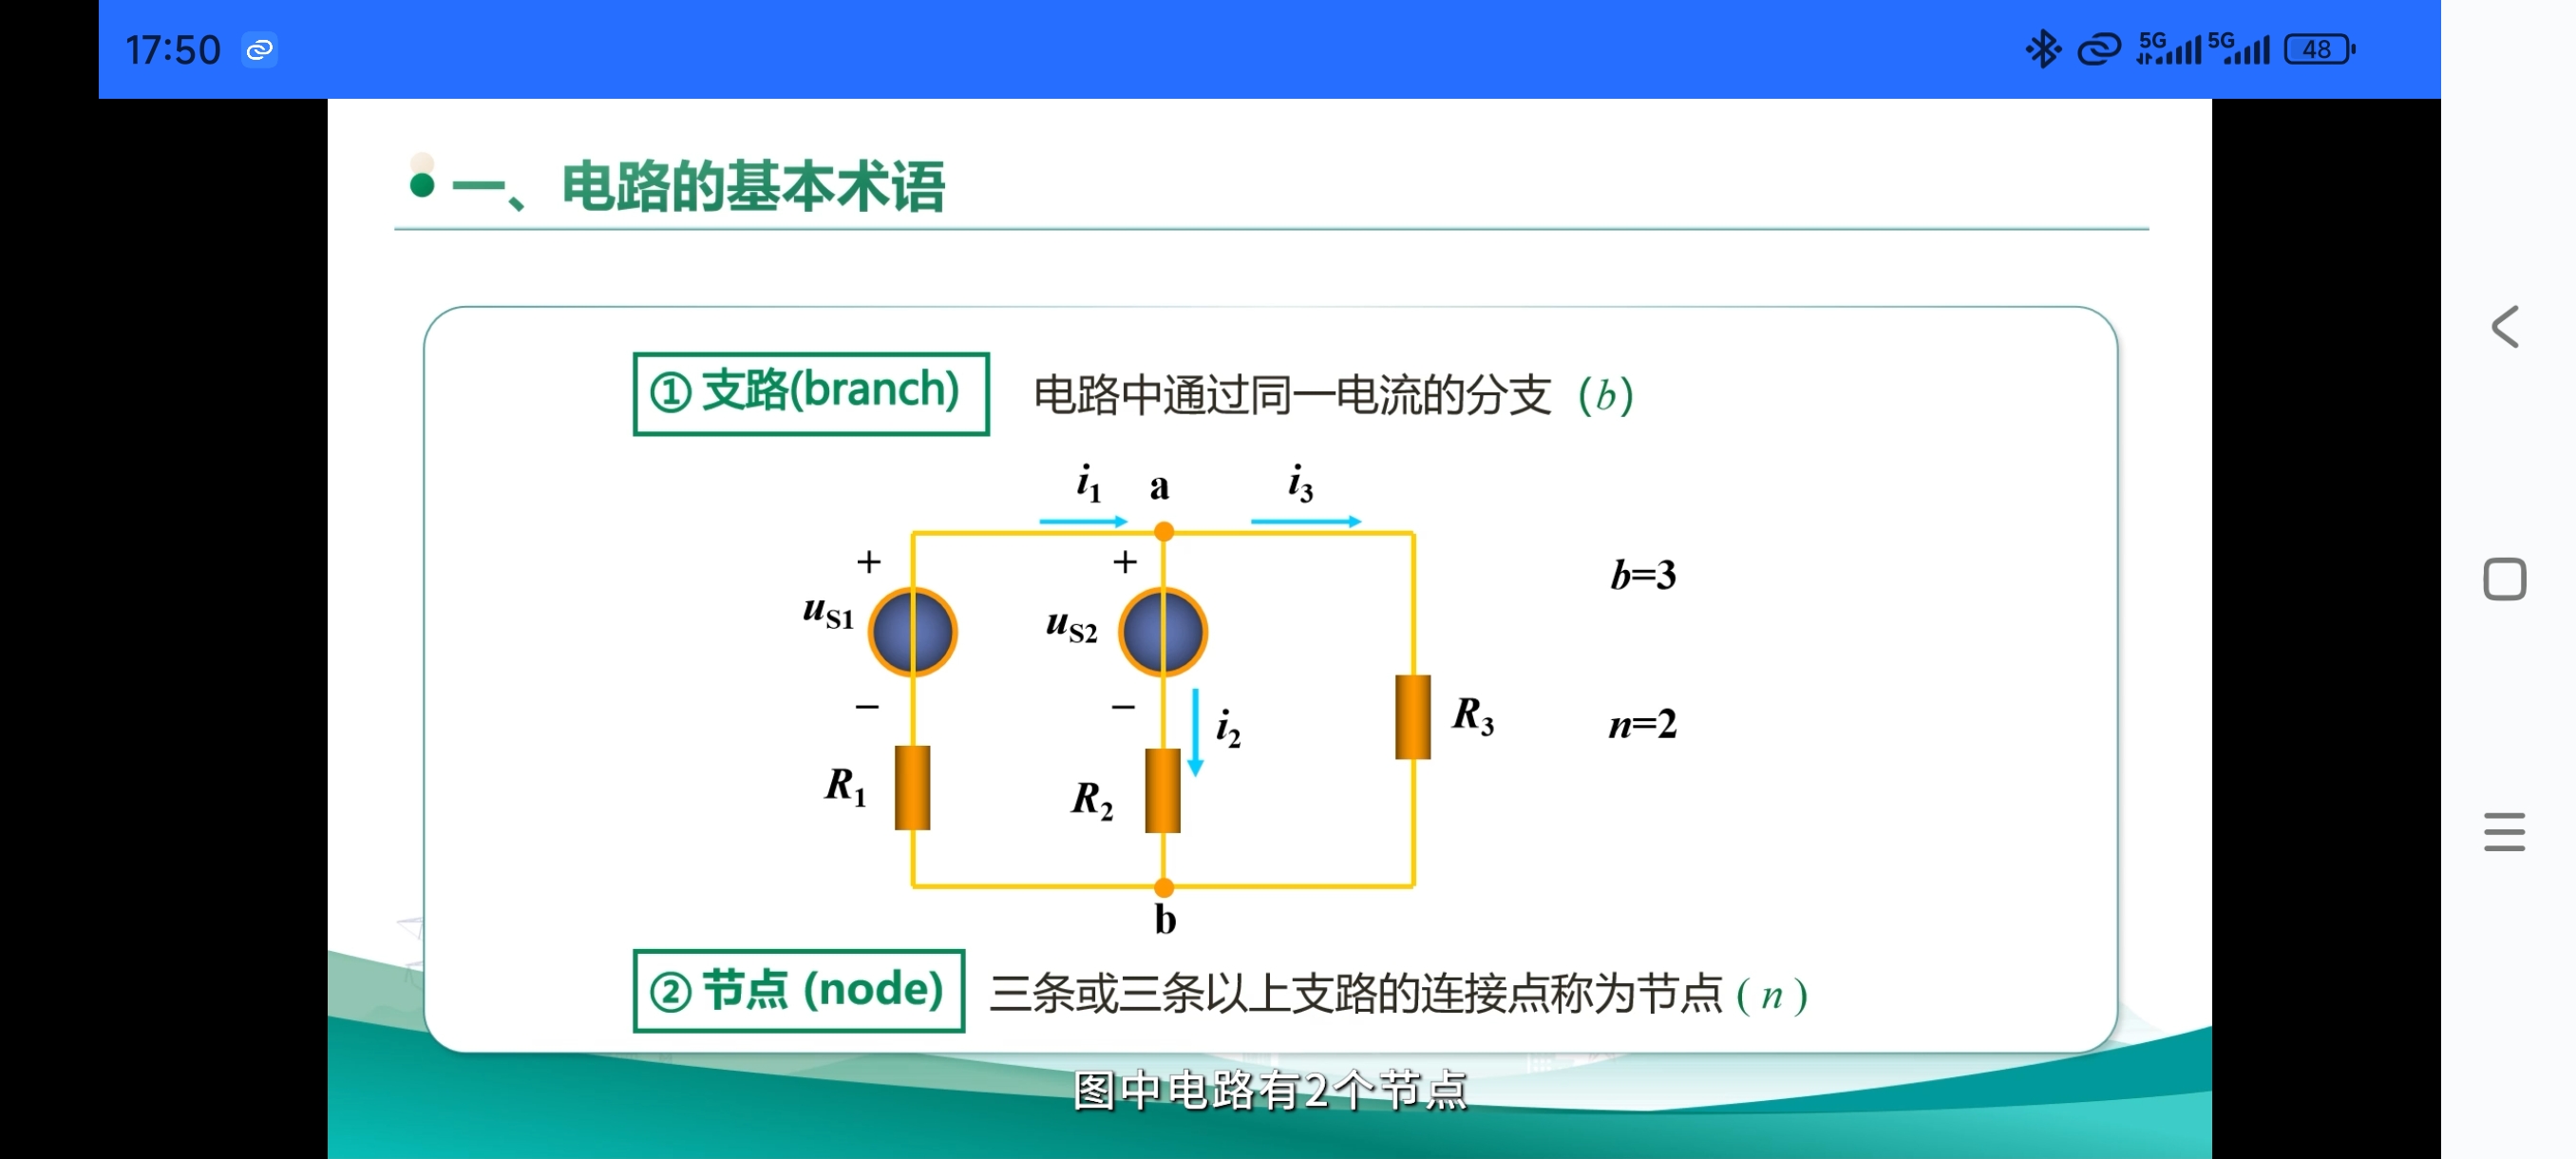 17:50
5G 5G 48
一、电路的基本术语
① 支路(branch) 电路中通过同一电流的分支 (b)
i1 a i3
+ +
b=3
uS1 uS2
− −
i2 R3 n=2
R1 R2
b
② 节点 (node) 三条或三条以上支路的连接点称为节点 ( n )
图中电路有2个节点